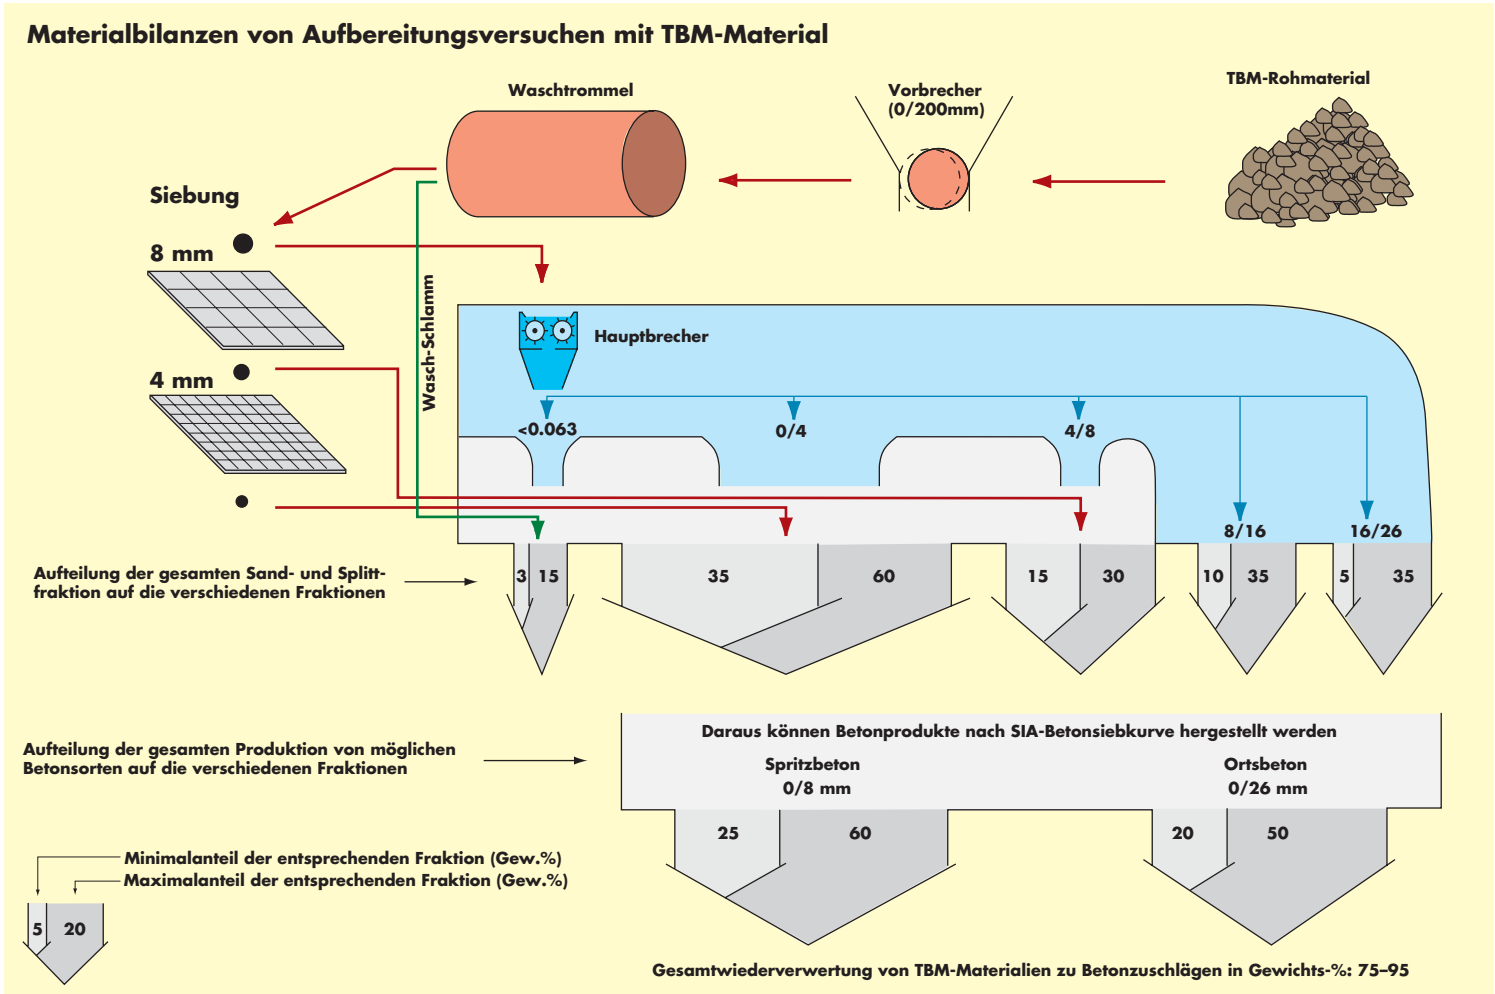 Materialbilanzen von Aufbereitungsversuchen mit TBM-Material
Waschtrommel
Vorbrecher
(0/200mm)
TBM-Rohmaterial
Siebung
8 mm
4 mm
Wasch-Schlamm
Hauptbrecher
<0.063
0/4
4/8
8/16
16/26
Aufteilung der gesamten Sand- und Splitt-
fraktion auf die verschiedenen Fraktionen
3 15
35 60
15 30
10 35
5 35
Aufteilung der gesamten Produktion von möglichen
Betonsorten auf die verschiedenen Fraktionen
Daraus können Betonprodukte nach SIA-Betonsiebkurve hergestellt werden
Spritzbeton
0/8 mm
Ortsbeton
0/26 mm
25 60
20 50
Minimalanteil der entsprechenden Fraktion (Gew.%)
Maximalanteil der entsprechenden Fraktion (Gew.%)
5 20
Gesamtwiederverwertung von TBM-Materialien zu Betonzuschlägen in Gewichts-%: 75–95